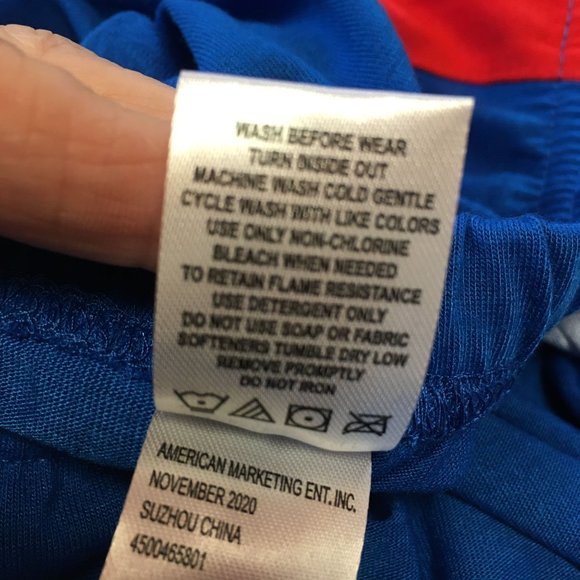 WASH BEFORE WEAR
TURN INSIDE OUT
MACHINE WASH COLD GENTLE
CYCLE WASH WITH LIKE COLORS
USE ONLY NON-CHLORINE
BLEACH WHEN NEEDED
TO RETAIN FLAME RESISTANCE
USE DETERGENT ONLY
DO NOT USE SOAP OR FABRIC
SOFTENERS TUMBLE DRY LOW
REMOVE PROMPTLY
DO NOT IRON
AMERICAN MARKETING ENT. INC.
NOVEMBER 2020
SUZHOU CHINA
4500465801